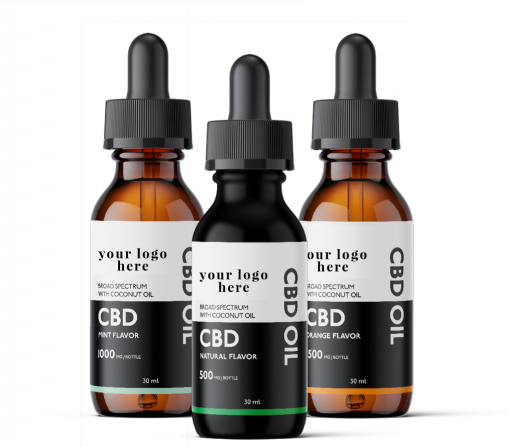 your logo
here
BROAD SPECTRUM
WITH COCONUT OIL
CBD
MINT FLAVOR
1000 MG/BOTTLE
30 ml
CBD OIL
your logo
here
BROAD SPECTRUM
WITH COCONUT OIL
CBD
NATURAL FLAVOR
500 MG/BOTTLE
30 ml
CBD OIL
your logo
here
BROAD SPECTRUM
WITH COCONUT OIL
CBD
ORANGE FLAVOR
500 MG/BOTTLE
30 ml
CBD OIL